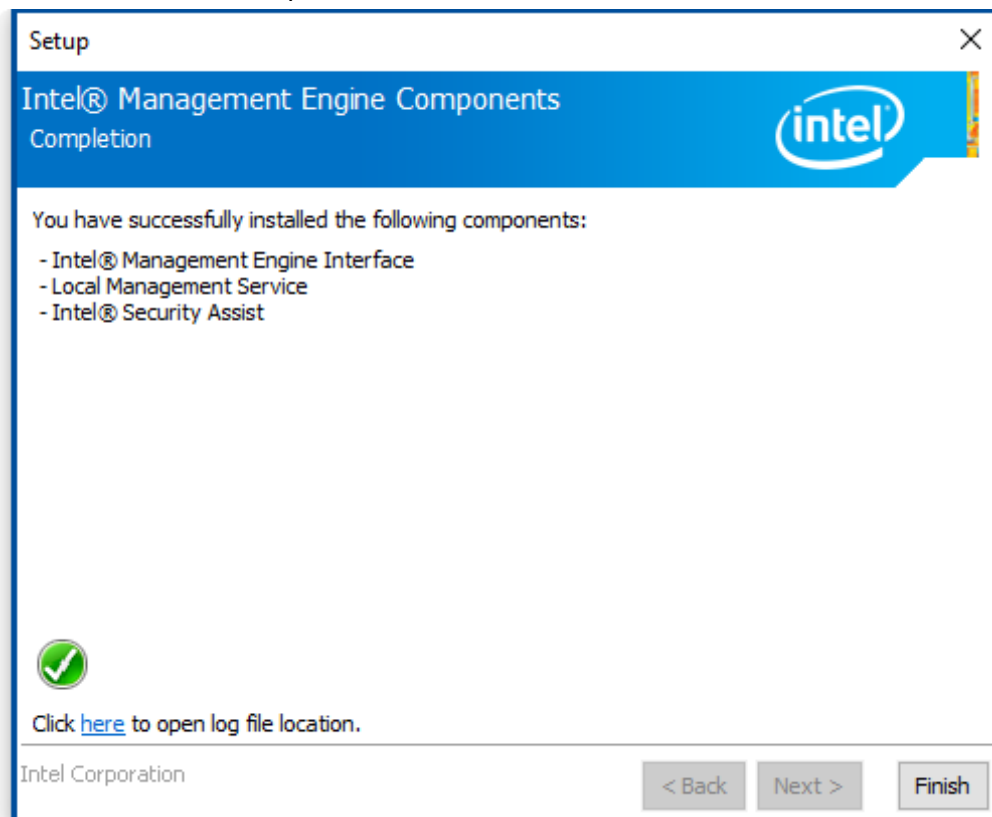 Setup
Intel® Management Engine Components
Completion
intel
You have successfully installed the following components:
- Intel® Management Engine Interface
- Local Management Service
- Intel® Security Assist
Click here to open log file location.
Intel Corporation
< Back Next > Finish